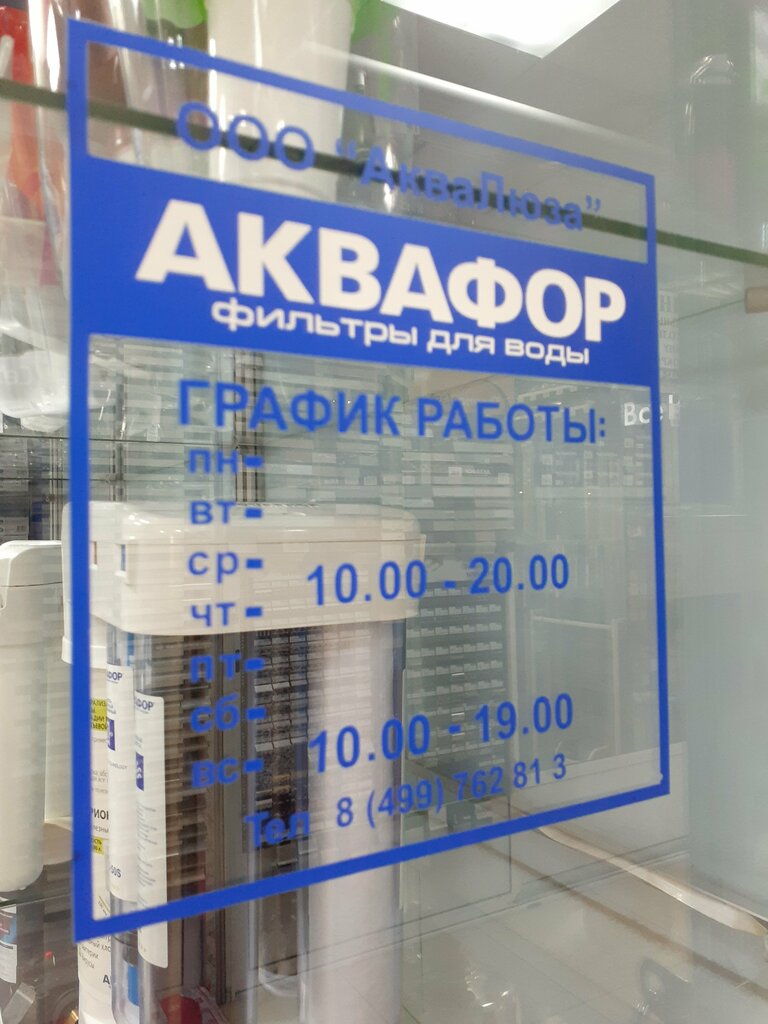 ООО "АкваЛюза"
АКВАФОР
фильтры для воды
ГРАФИК РАБОТЫ:
пн-
вт-
ср-
чт-
10.00 - 20.00
пт-
сб-
вс-
10.00 - 19.00
Тел 8 (499) 762 81 3
Все